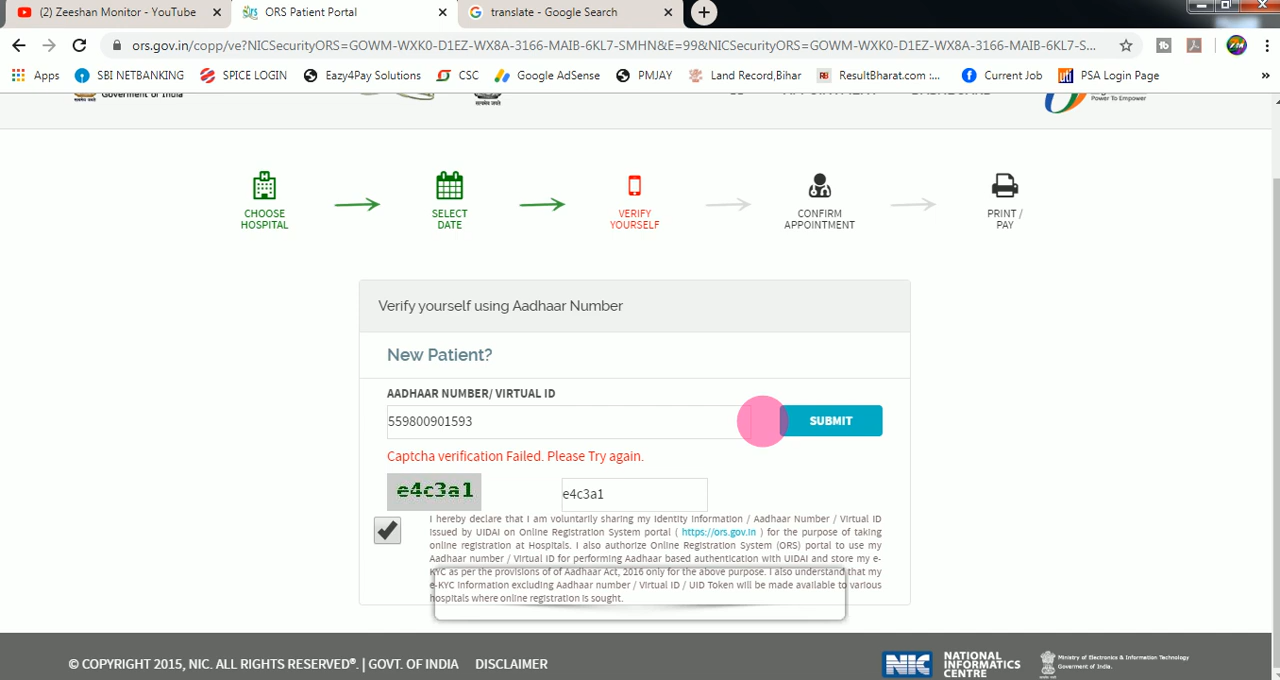 (2) Zeeshan Monitor - YouTube
ORS Patient Portal
translate - Google Search
ors.gov.in/copp/ve?NICSecurityORS=GOWM-WXK0-D1EZ-WX8A-3166-MAIB-6KL7-SMHN&E=99&NICSecurityORS=GOWM-WXK0-D1EZ-WX8A-3166-MAIB-6KL7-S...
Apps SBI NETBANKING SPICE LOGIN Eazy4Pay Solutions CSC Google AdSense PMJAY Land Record,Bihar ResultBharat.com :... Current Job PSA Login Page »
Government of India
Power To Empower
CHOOSE
HOSPITAL
SELECT
DATE
VERIFY
YOURSELF
CONFIRM
APPOINTMENT
PRINT /
PAY
Verify yourself using Aadhaar Number
New Patient?
AADHAAR NUMBER/ VIRTUAL ID
559800901593
SUBMIT
Captcha verification Failed. Please Try again.
e4c3a1
e4c3a1
I hereby declare that I am voluntarily sharing my Identity Information / Aadhaar Number / Virtual ID
issued by UIDAI on Online Registration System portal ( https://ors.gov.in ) for the purpose of taking
online registration at Hospitals. I also authorize Online Registration System (ORS) portal to use my
Aadhaar number / Virtual ID for performing Aadhaar based authentication with UIDAI and store my e-
KYC as per the provisions of of Aadhaar Act, 2016 only for the above purpose. I also understand that my
e-KYC Information excluding Aadhaar number / Virtual ID / UID Token will be made available to various
hospitals where online registration is sought.
© COPYRIGHT 2015, NIC. ALL RIGHTS RESERVED®. | GOVT. OF INDIA DISCLAIMER
NIC
NATIONAL
INFORMATICS
CENTRE
Ministry of Electronics & Information Technology
Government of India.